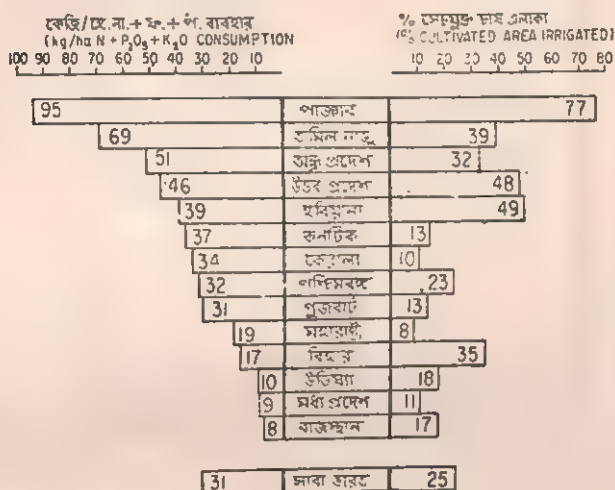 কেজি/হে.না.+ ফ.+ প. ব্যবহার
(kg/ha N + P₂O₅ + K₂O CONSUMPTION
% সেচযুক্ত চাষ এলাকা
(% CULTIVATED AREA IRRIGATED)
100 90 80 70 60 50 40 30 20 10
10 20 30 40 50 60 70 80
95 পাঞ্জাব 77
69 তামিল নাড়ু 39
51 অন্ধ্র প্রদেশ 32
46 উত্তর প্রদেশ 48
39 হরিয়ানা 49
37 কর্নাটক 13
34 কেরালা 10
32 পশ্চিমবঙ্গ 23
31 গুজরাট 13
19 মহারাষ্ট্র 8
17 বিহার 35
10 উড়িষ্যা 18
9 মধ্য প্রদেশ 11
8 রাজস্থান 17
31 সারা ভারত 25